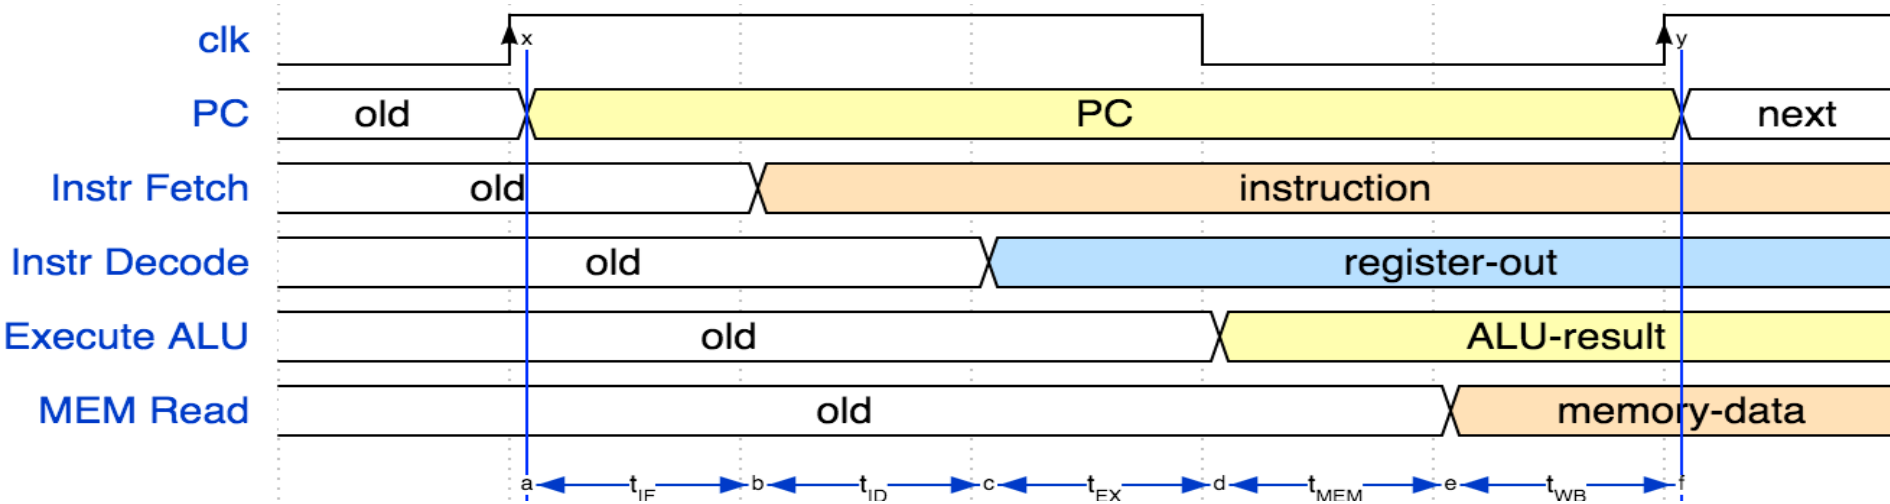 clk x y
PC old PC next
Instr Fetch old instruction
Instr Decode old register-out
Execute ALU old ALU-result
MEM Read old memory-data
a tIF b tID c tEX d tMEM e tWB f